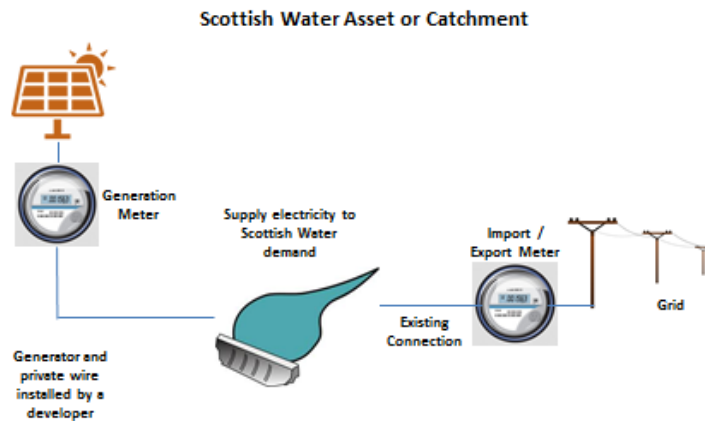 Scottish Water Asset or Catchment
Generation
Meter
Supply electricity to
Scottish Water
demand
Import /
Export Meter
Grid
Existing
Connection
Generator and
private wire
installed by a
developer